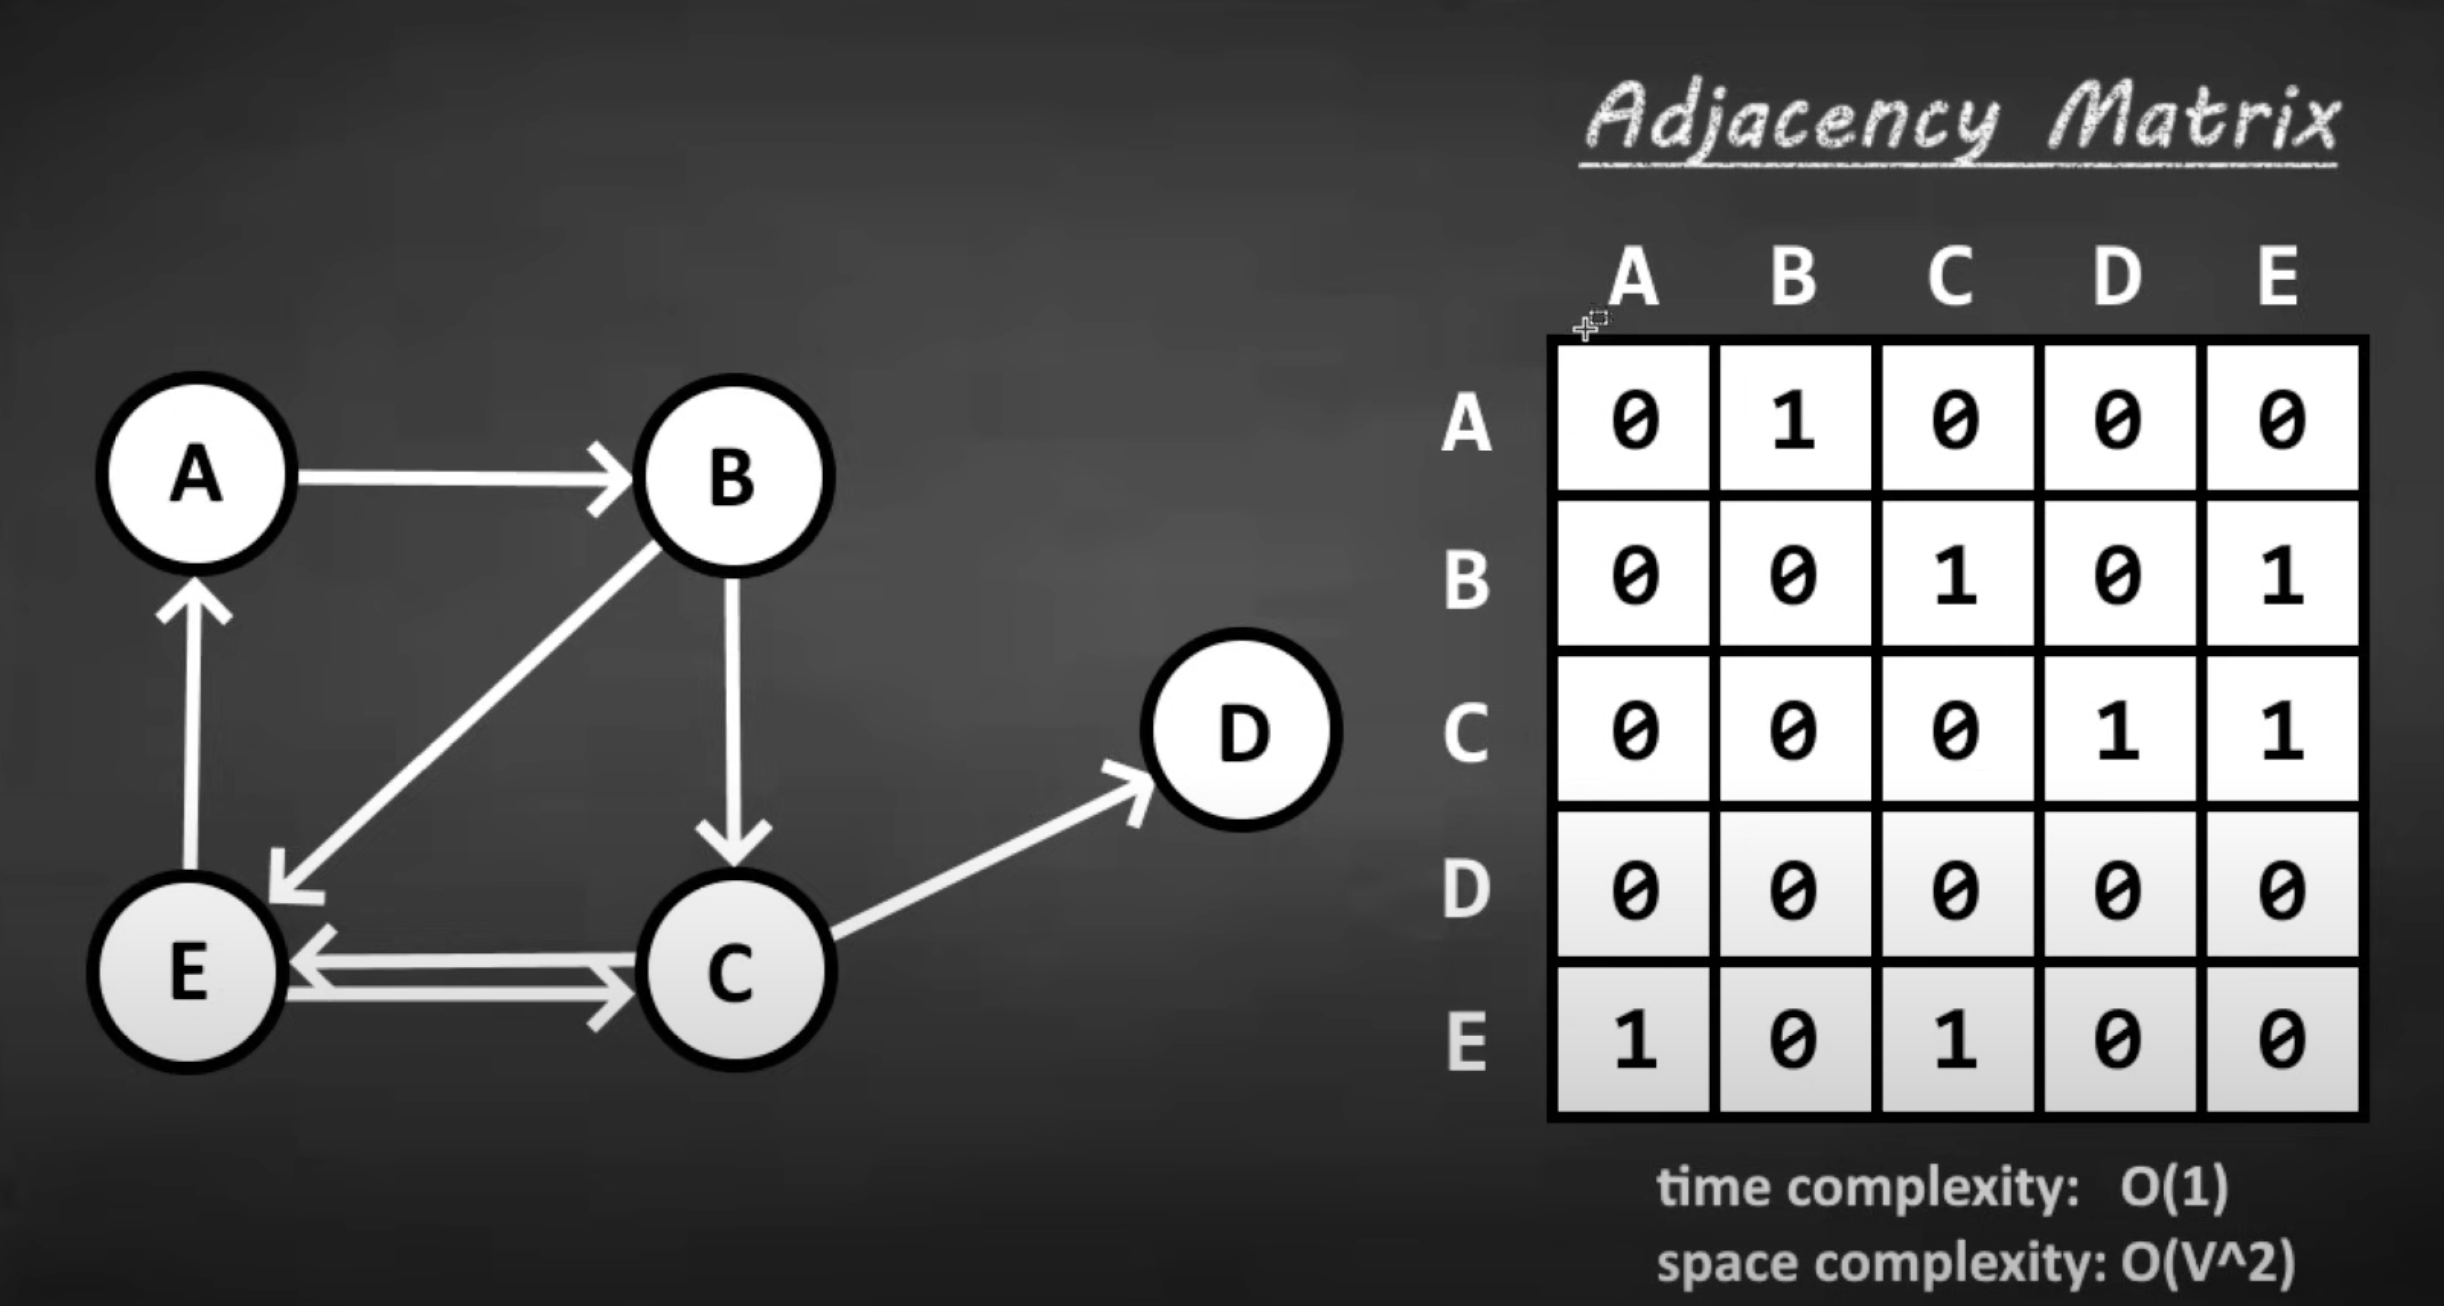 Adjacency Matrix
A B C D E
A 0 1 0 0 0
B 0 0 1 0 1
C 0 0 0 1 1
D 0 0 0 0 0
E 1 0 1 0 0
A
B
D
E
C
time complexity: O(1)
space complexity: O(V^2)